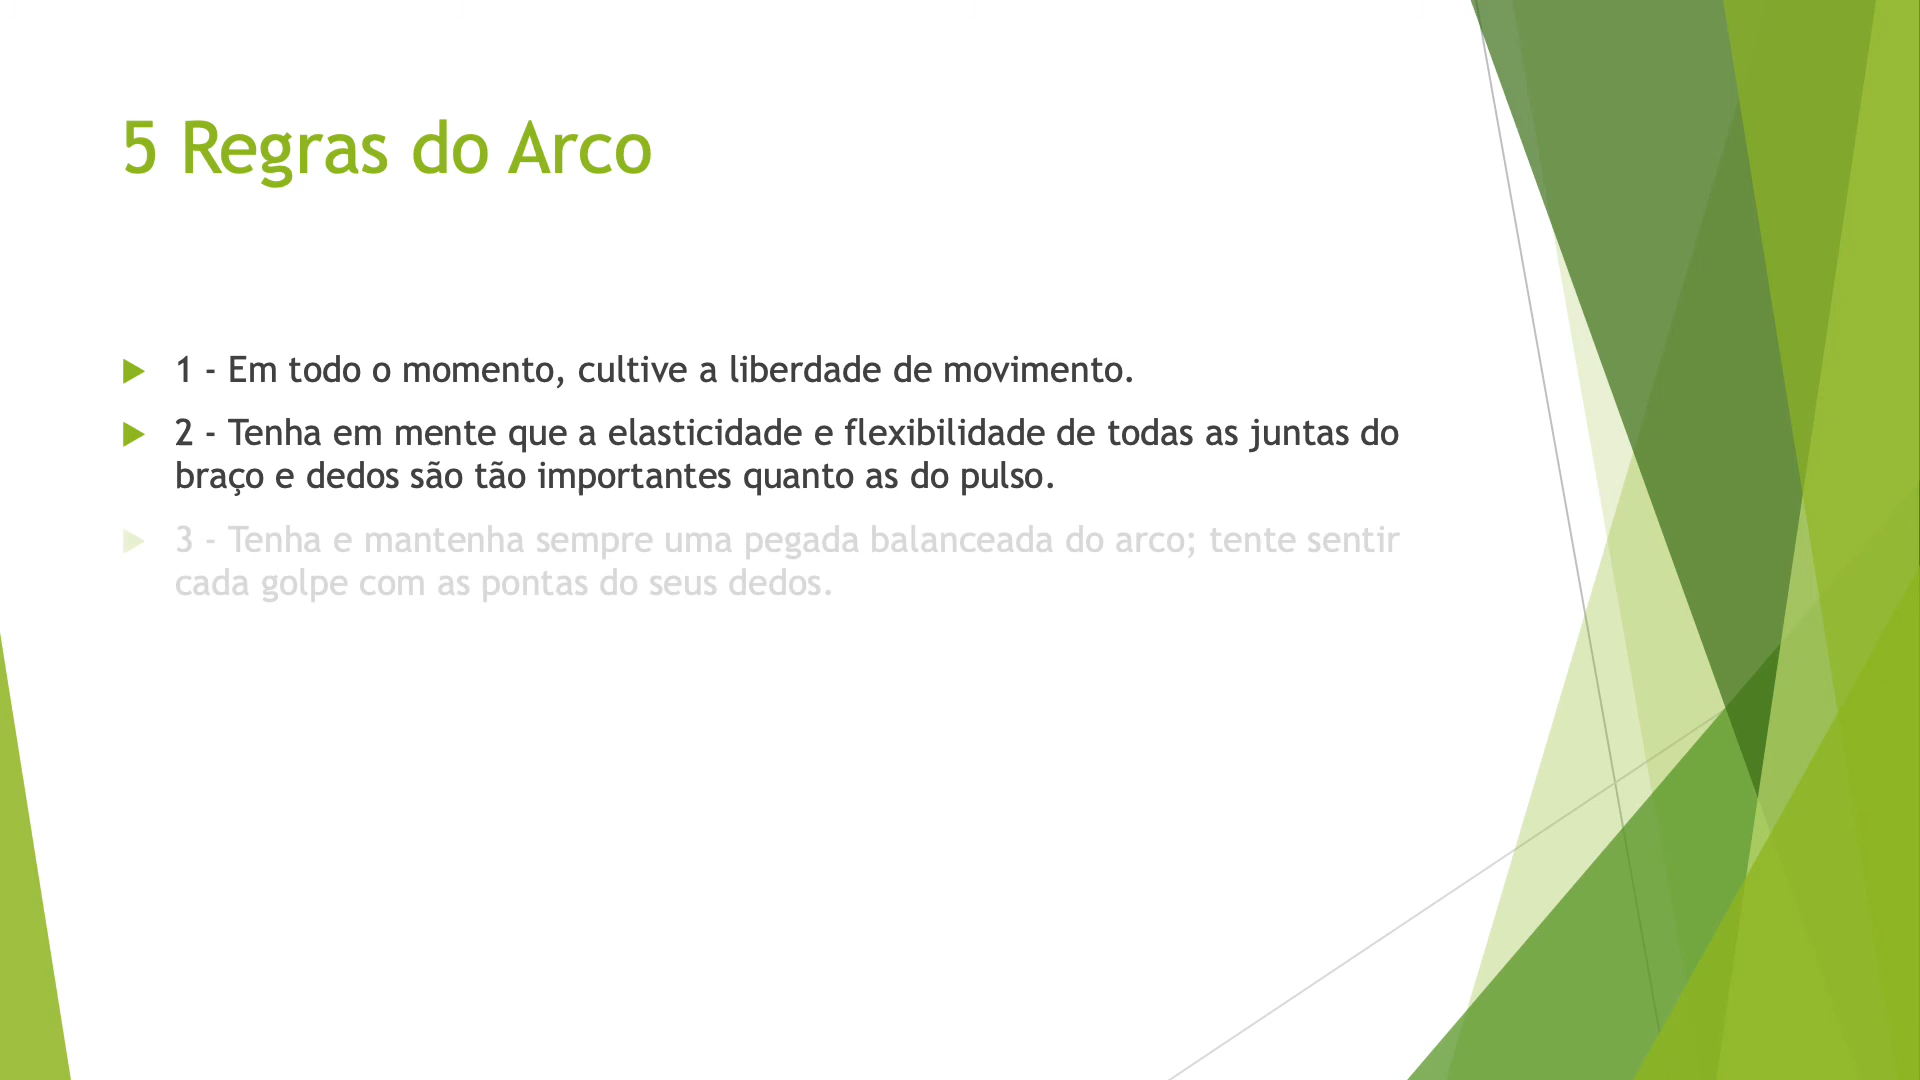 5 Regras do Arco
1 - Em todo o momento, cultive a liberdade de movimento.
2 - Tenha em mente que a elasticidade e flexibilidade de todas as juntas do
braço e dedos são tão importantes quanto as do pulso.
3 - Tenha e mantenha sempre uma pegada balanceada do arco; tente sentir
cada golpe com as pontas do seus dedos.